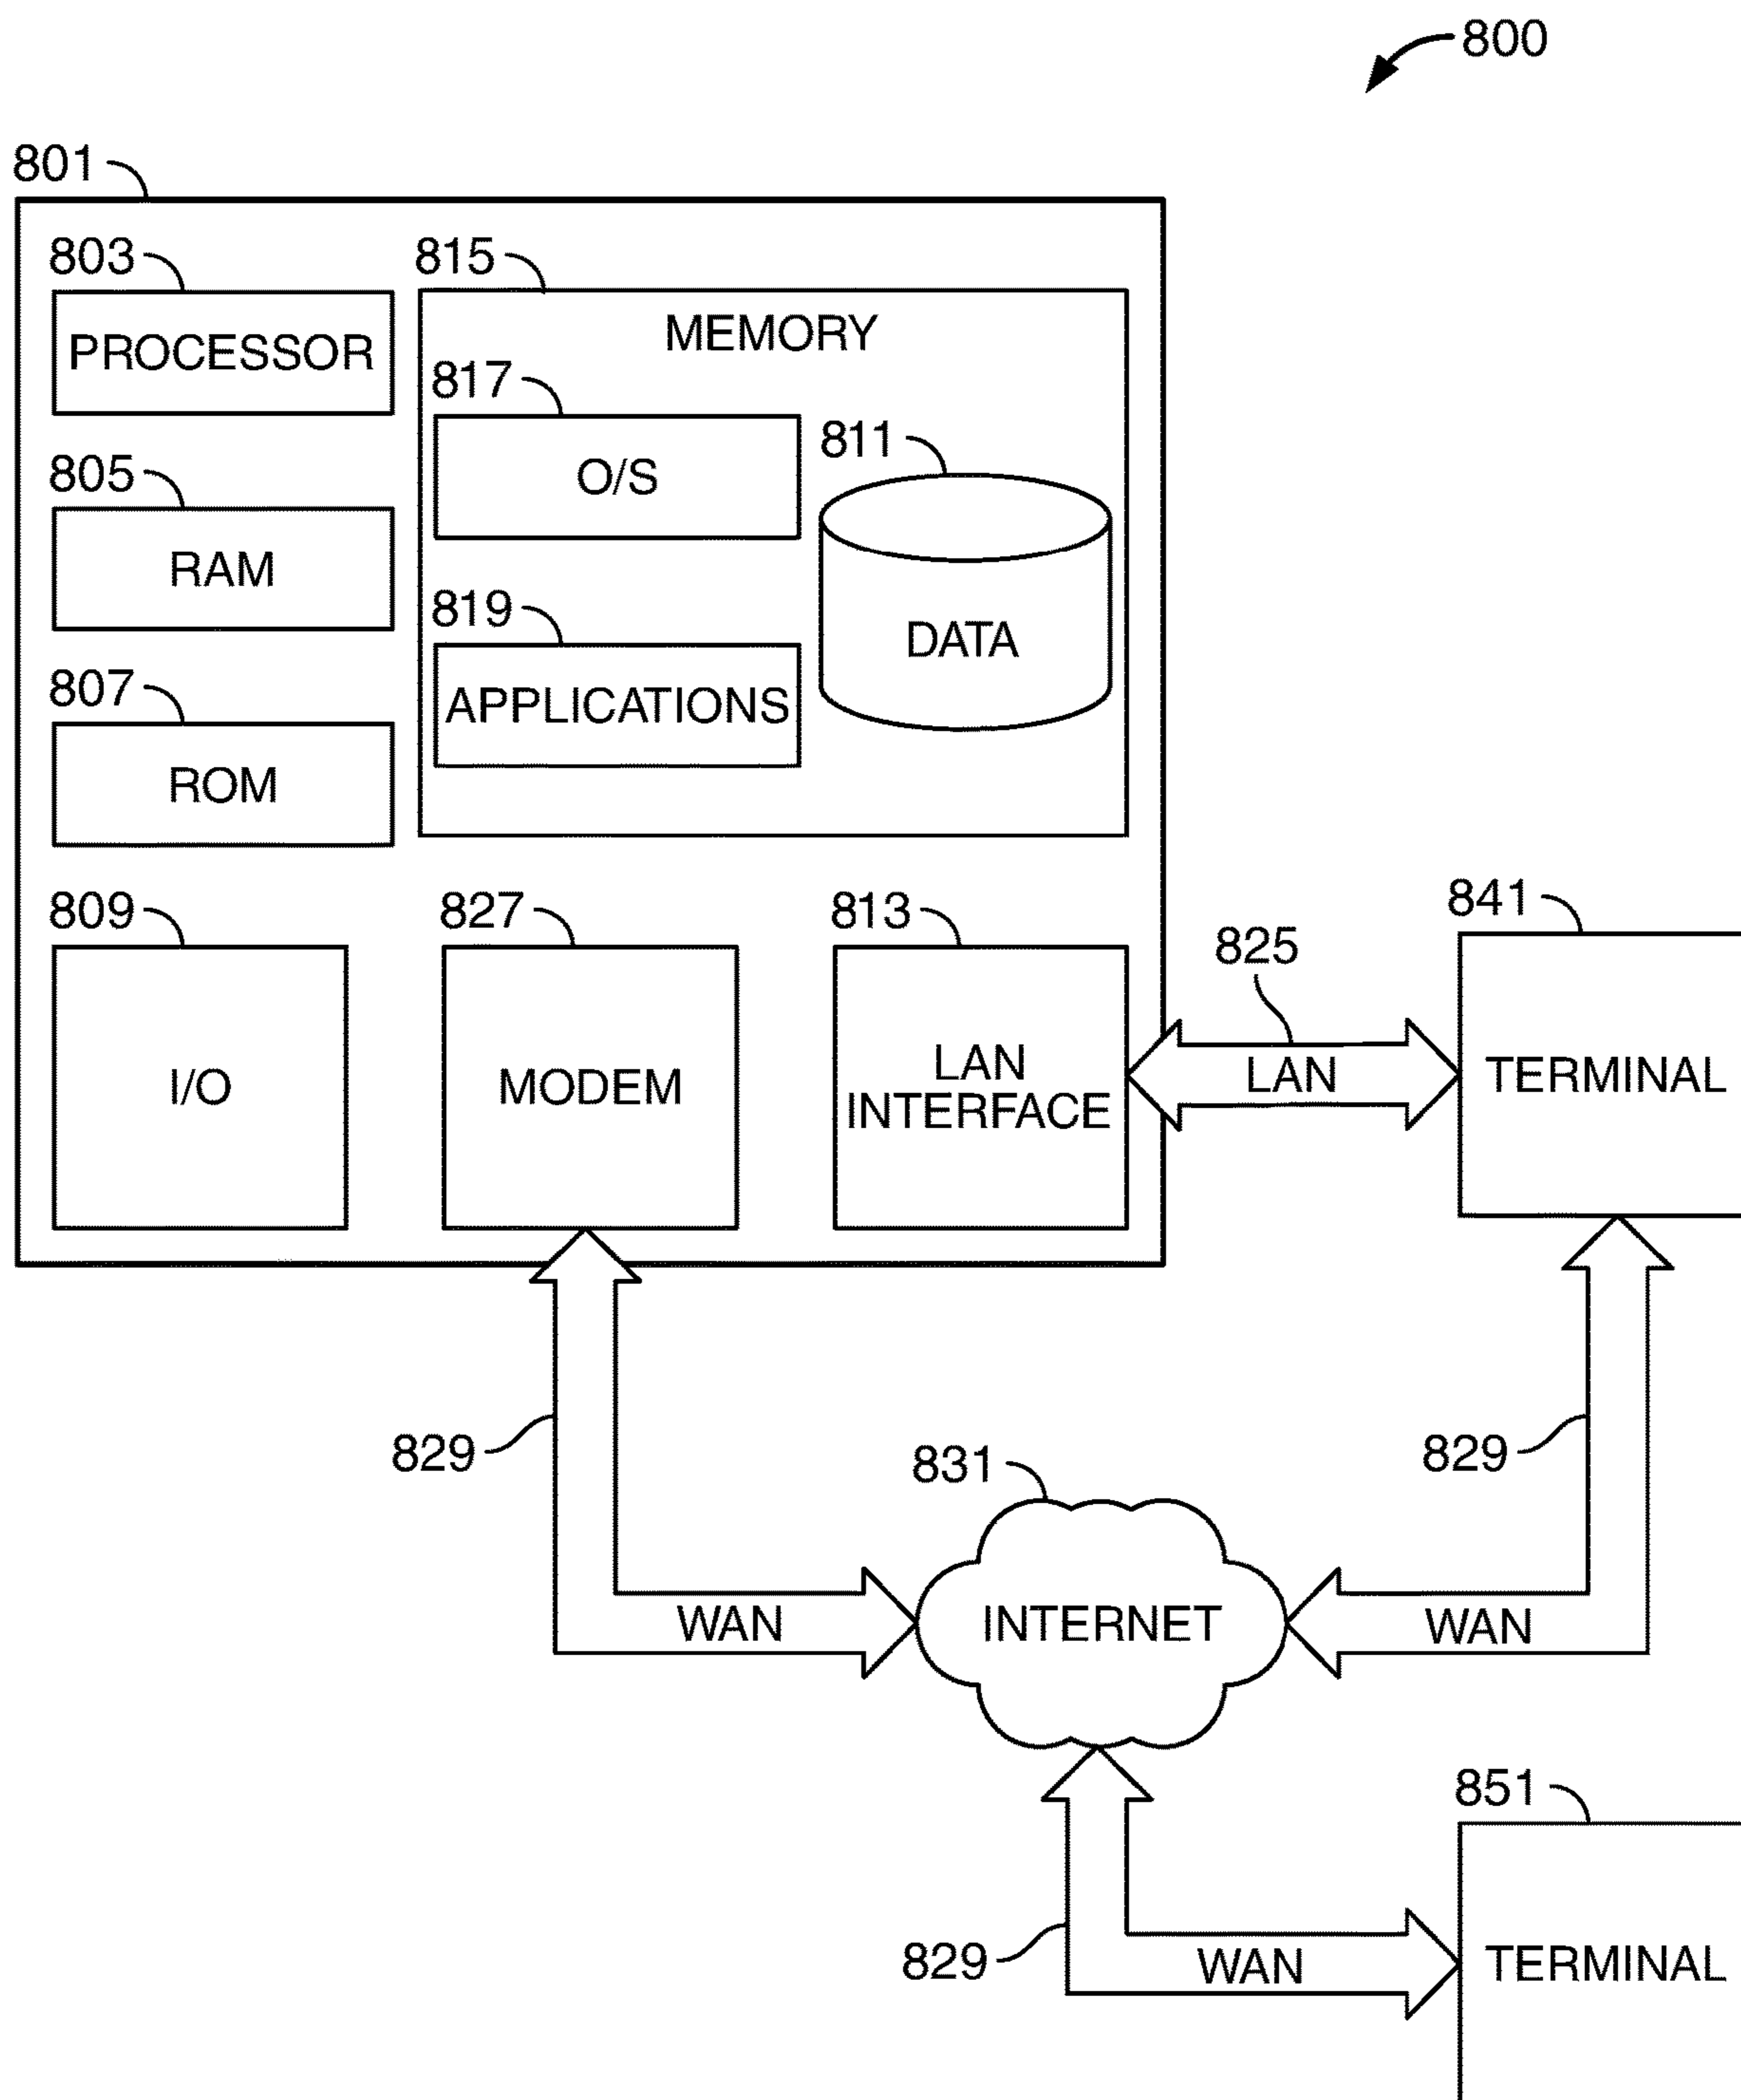 800
801
803
PROCESSOR
805
RAM
807
ROM
815
MEMORY
817
O/S
811
DATA
819
APPLICATIONS
809
I/O
827
MODEM
813
LAN
INTERFACE
825
LAN
841
TERMINAL
829
WAN
831
INTERNET
829
WAN
829
WAN
851
TERMINAL